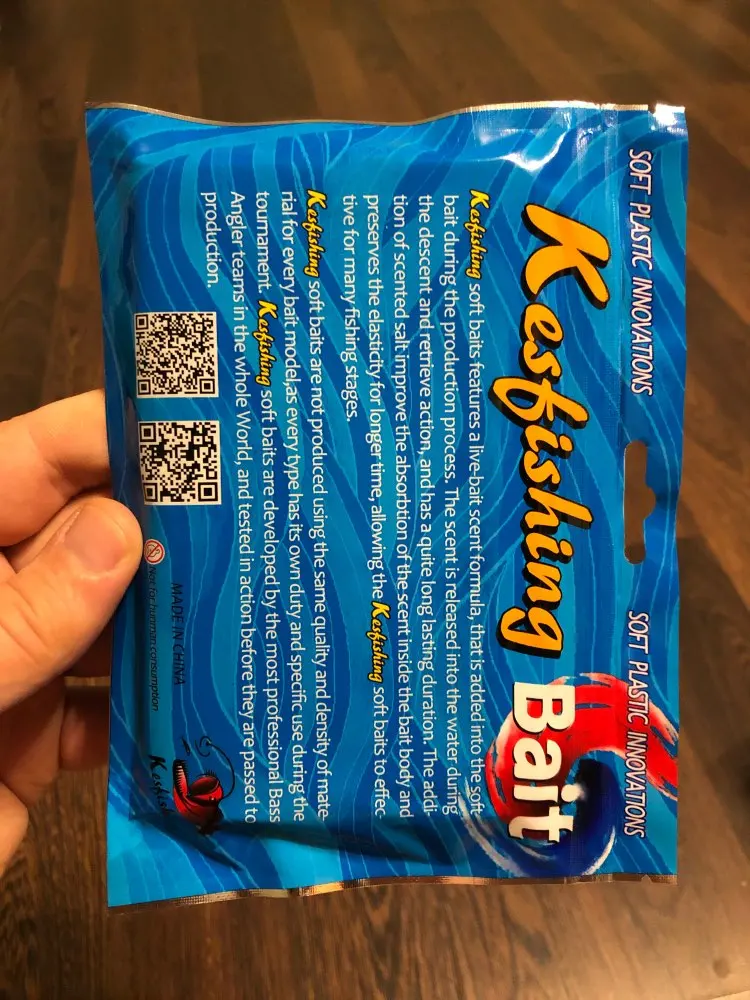 SOFT PLASTIC INNOVATIONS
SOFT PLASTIC INNOVATIONS
Kesfishing Bait
Kesfishing soft baits features a live-bait scent formula, that is added into the soft
bait during the production process. The scent is released into the water during
the descent and retrieve action, and has a quite long lasting duration. The addi-
tion of scented salt improve the absorbtion of the scent inside the bait body and
preserves the elasticity for longer time, allowing the Kesfishing soft baits to effec-
tive for many fishing stages.
Kesfishing soft baits are not produced using the same quality and density of mate-
rial for every bait model,as every type has its own duty and specific use during the
tournament. Kesfishing soft baits are developed by the most professional Bass
Angler teams in the whole World, and tested in action before they are passed to
production.
MADE IN CHINA
Not for human consumption